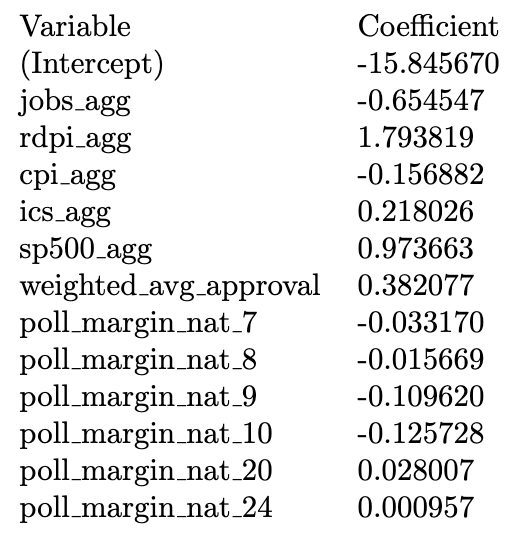 Variable Coefficient
(Intercept) -15.845670
jobs_agg -0.654547
rdpi_agg 1.793819
cpi_agg -0.156882
ics_agg 0.218026
sp500_agg 0.973663
weighted_avg_approval 0.382077
poll_margin_nat_7 -0.033170
poll_margin_nat_8 -0.015669
poll_margin_nat_9 -0.109620
poll_margin_nat_10 -0.125728
poll_margin_nat_20 0.028007
poll_margin_nat_24 0.000957